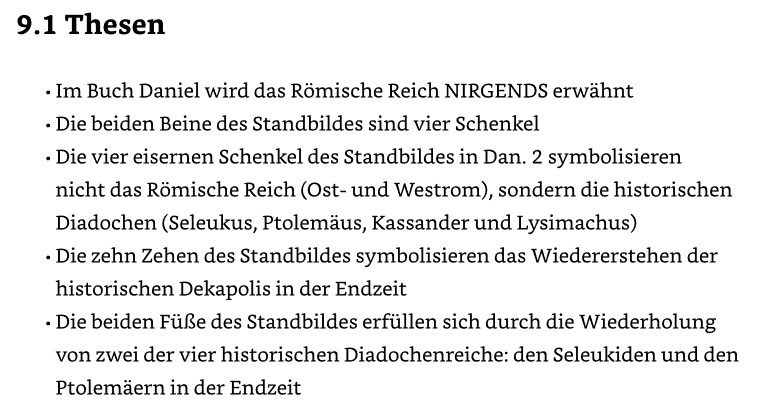 9.1 Thesen
• Im Buch Daniel wird das Römische Reich NIRGENDS erwähnt
• Die beiden Beine des Standbildes sind vier Schenkel
• Die vier eisernen Schenkel des Standbildes in Dan. 2 symbolisieren
nicht das Römische Reich (Ost- und Westrom), sondern die historischen
Diadochen (Seleukus, Ptolemäus, Kassander und Lysimachus)
• Die zehn Zehen des Standbildes symbolisieren das Wiedererstehen der
historischen Dekapolis in der Endzeit
• Die beiden Füße des Standbildes erfüllen sich durch die Wiederholung
von zwei der vier historischen Diadochenreiche: den Seleukiden und den
Ptolemäern in der Endzeit